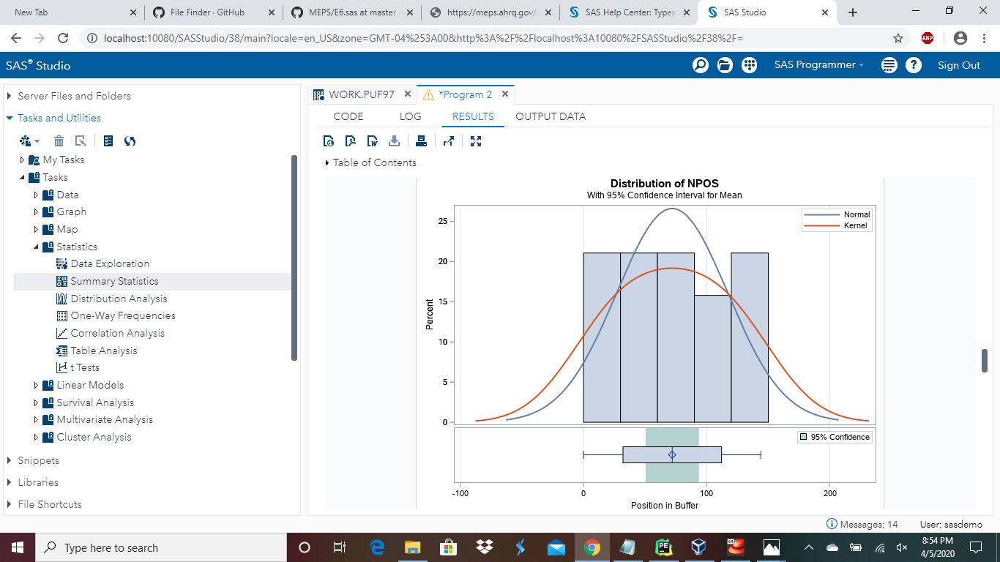 New Tab
File Finder · GitHub
MEPS/E6.sas at master
https://meps.ahrq.gov/
SAS Help Center: Types
SAS Studio
localhost:10080/SASStudio/38/main?locale=en_US&zone=GMT-04%253A00&http%3A%2F%2Flocalhost%3A10080%2FSASStudio%2F38%2F=
ABP
SAS® Studio
SAS Programmer
Sign Out
Server Files and Folders
Tasks and Utilities
My Tasks
Tasks
Data
Graph
Map
Statistics
Data Exploration
Summary Statistics
Distribution Analysis
One-Way Frequencies
Correlation Analysis
Table Analysis
t Tests
Linear Models
Survival Analysis
Multivariate Analysis
Cluster Analysis
Snippets
Libraries
File Shortcuts
WORK.PUF97
*Program 2
CODE LOG RESULTS OUTPUT DATA
Table of Contents
Distribution of NPOS
With 95% Confidence Interval for Mean
Normal
Kernel
25
20
15
10
5
0
Percent
95% Confidence
-100 0 100 200
Position in Buffer
Messages: 14
User: sasdemo
Type here to search
PE
64
8:54 PM
4/5/2020